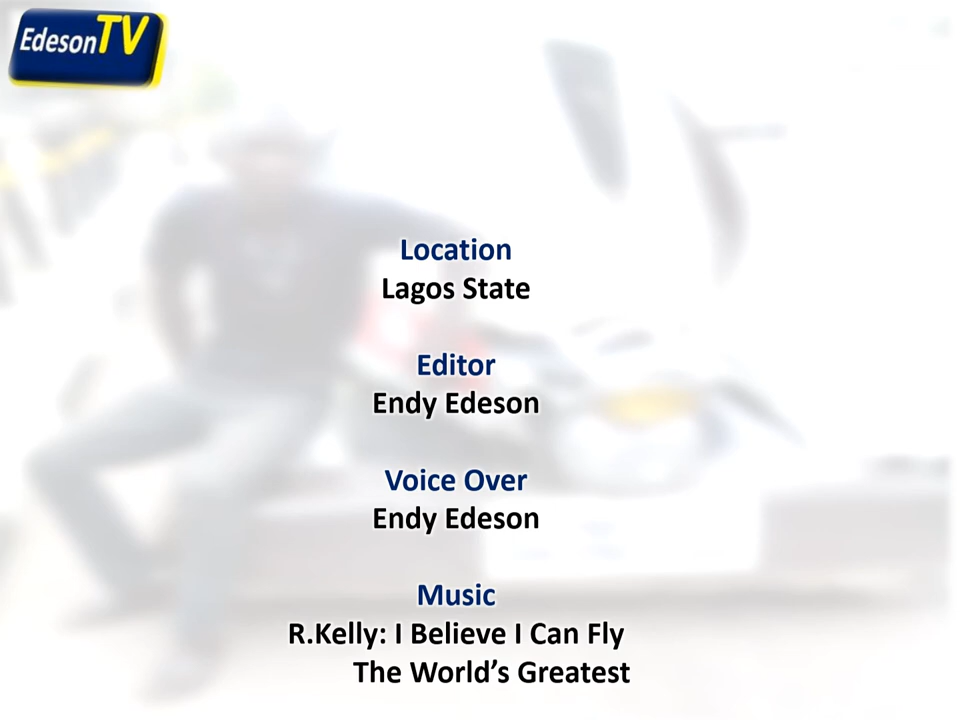 EdesonTV
Location
Lagos State
Editor
Endy Edeson
Voice Over
Endy Edeson
Music
R.Kelly: I Believe I Can Fly
The World’s Greatest